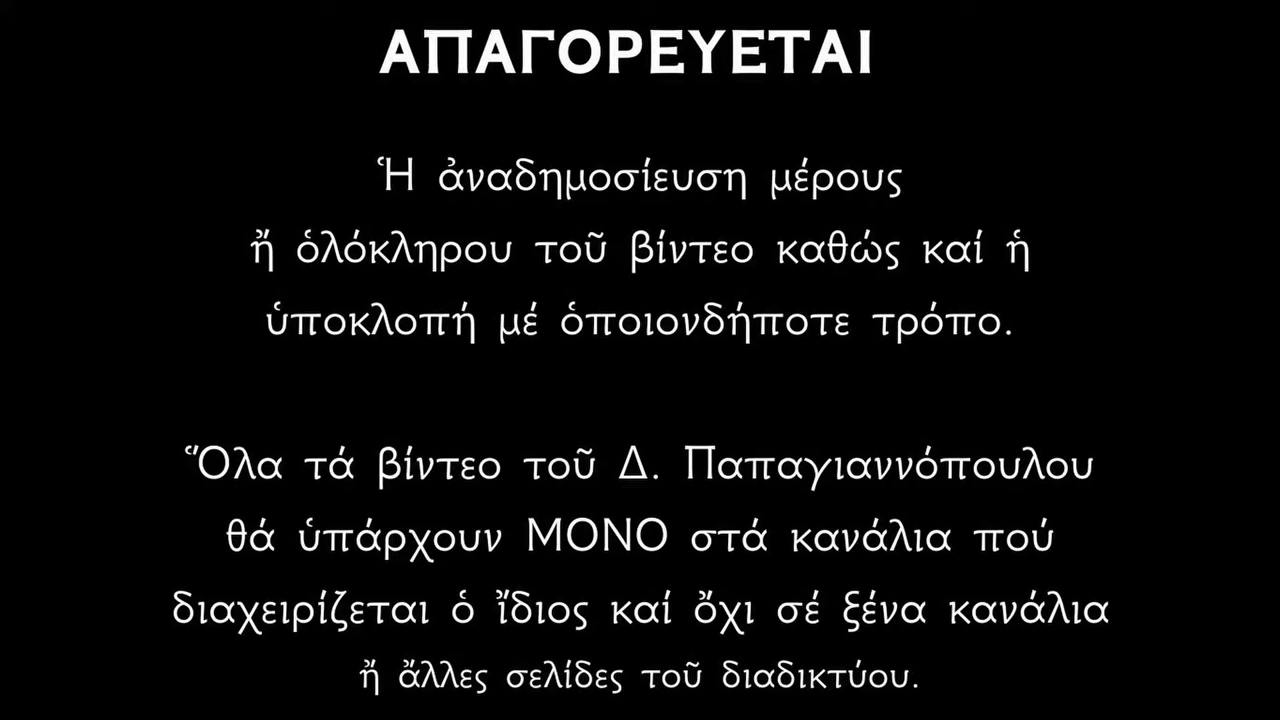 ΑΠΑΓΟΡΕΥΕΤΑΙ
Ἡ ἀναδημοσίευση μέρους
ἤ ὁλόκληρου τοῦ βίντεο καθώς καί ἡ
ὑποκλοπή μέ ὁποιονδήποτε τρόπο.
Ὅλα τά βίντεο τοῦ Δ. Παπαγιαννόπουλου
θά ὑπάρχουν ΜΟΝΟ στά κανάλια πού
διαχειρίζεται ὁ ἴδιος καί ὄχι σέ ξένα κανάλια
ἤ ἄλλες σελίδες τοῦ διαδικτύου.